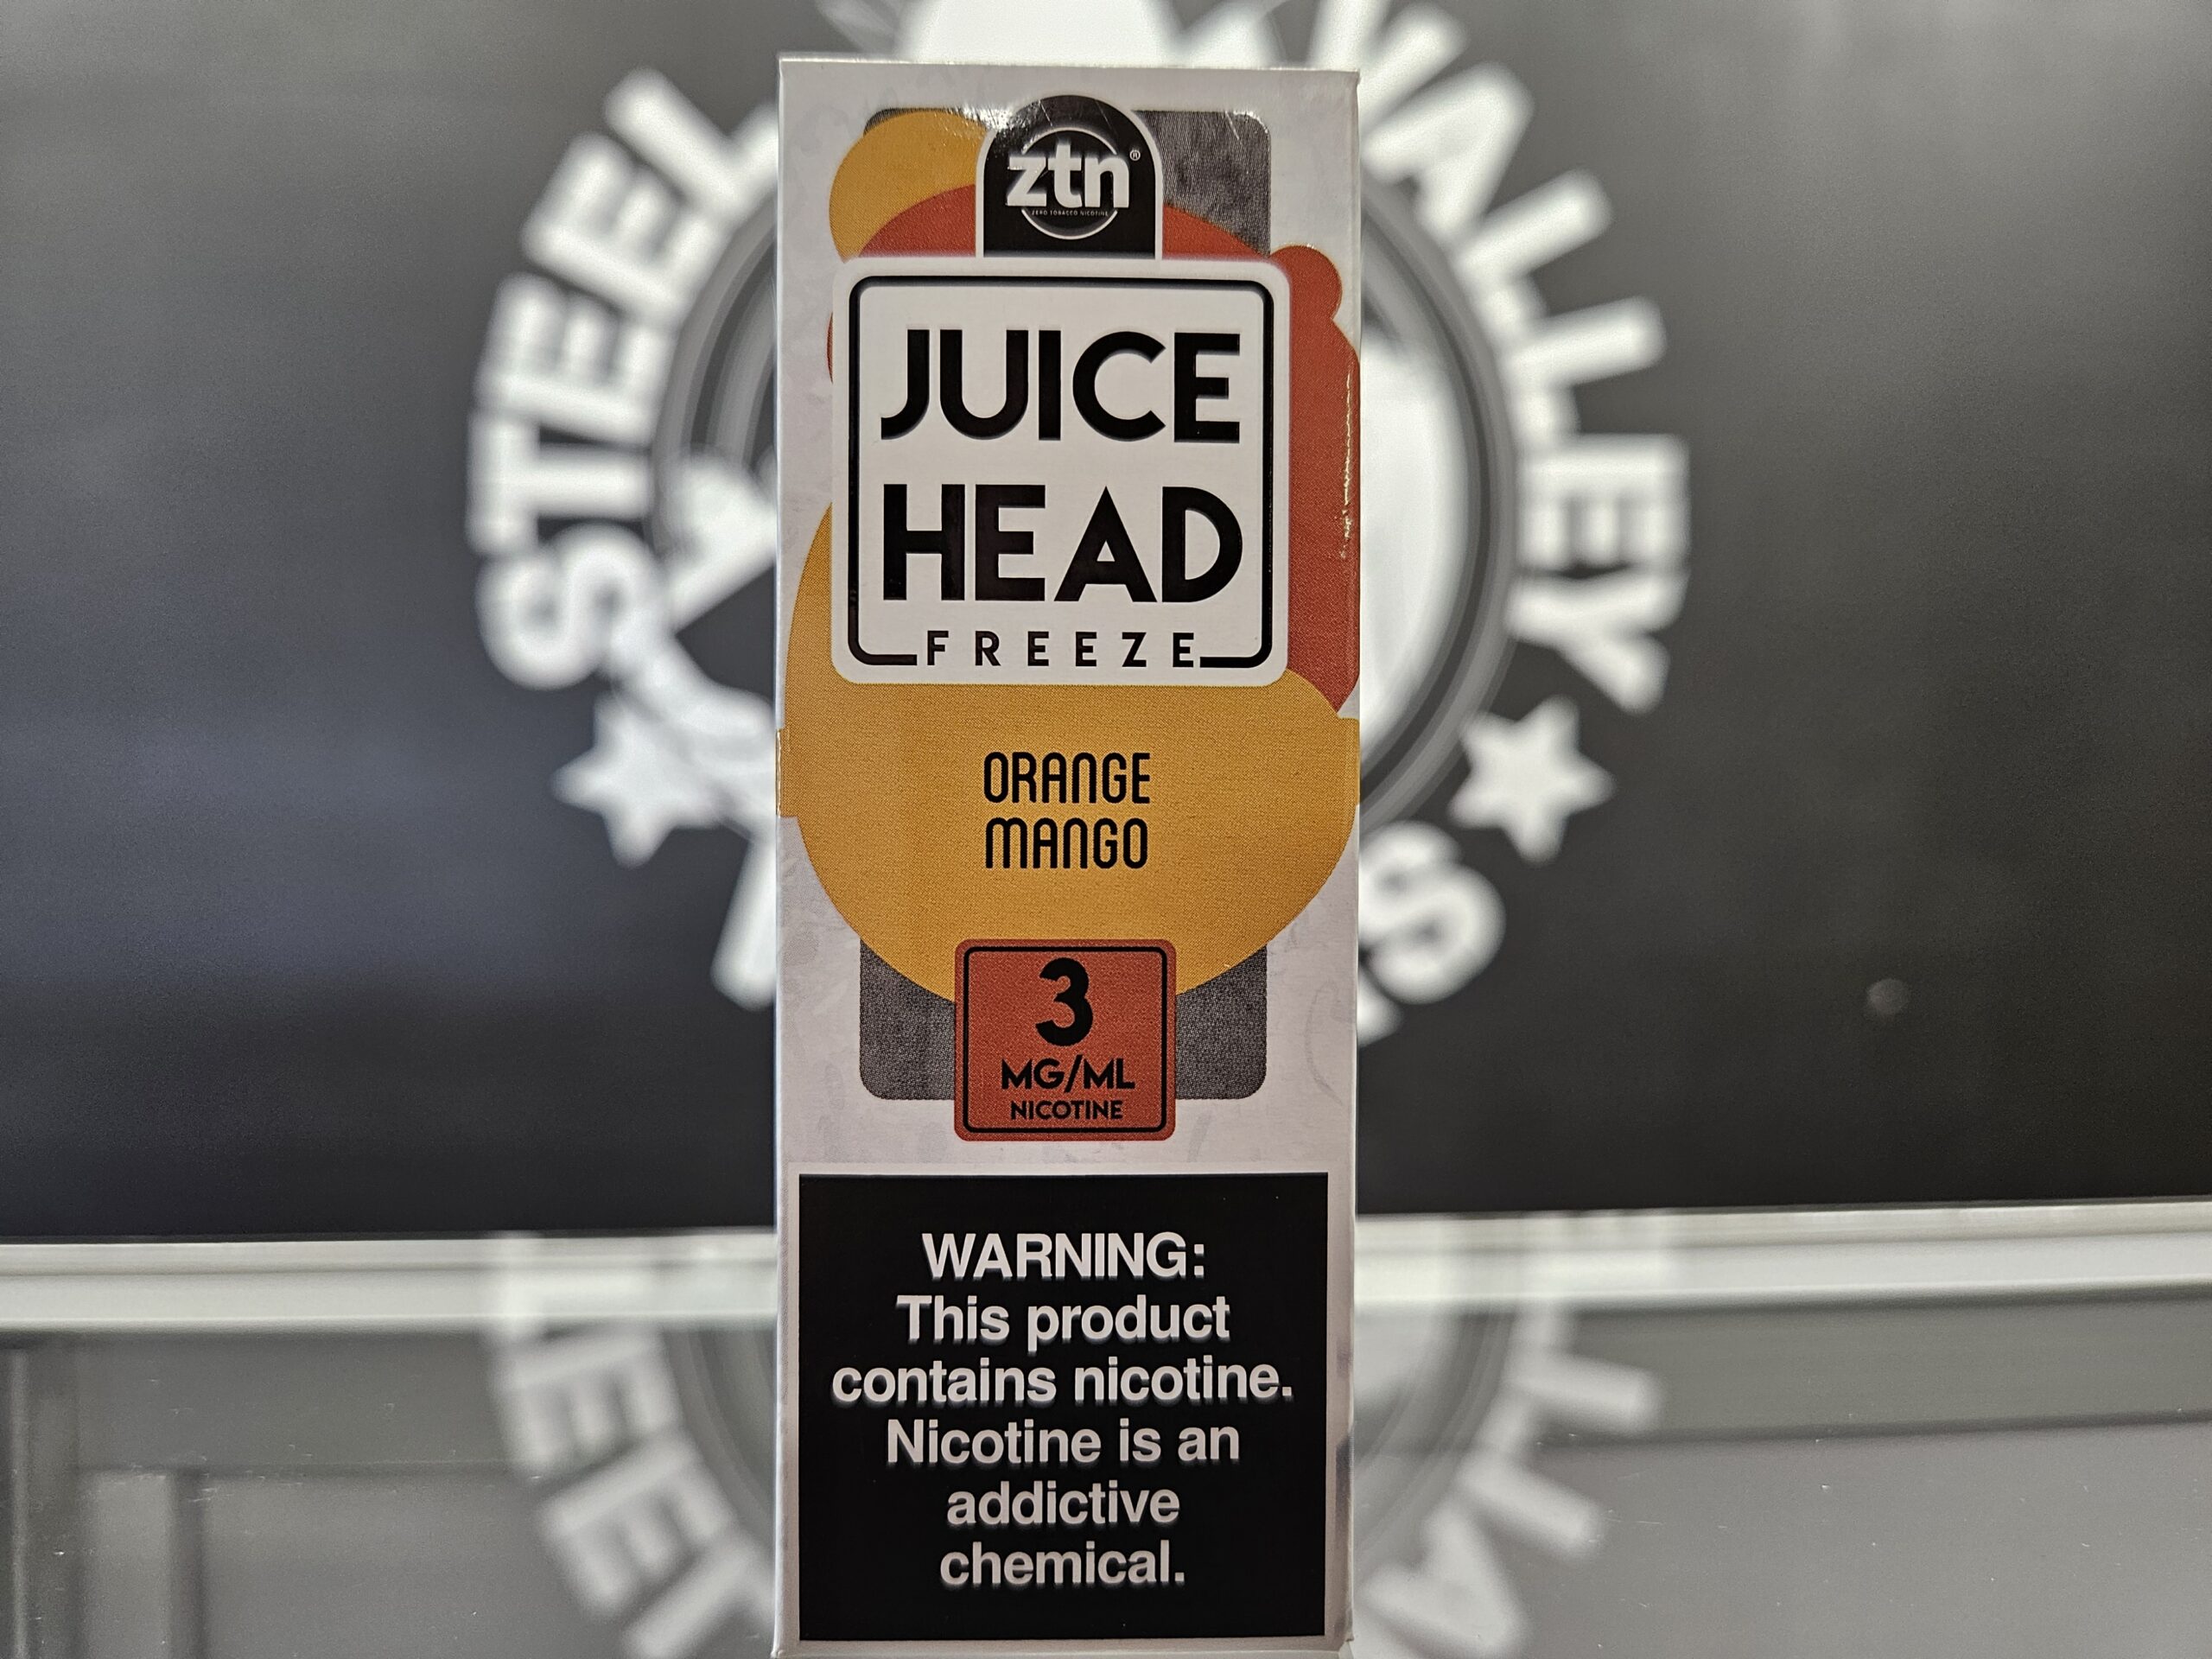 ztn®
ZERO TOBACCO NICOTINE
JUICE
HEAD
FREEZE
ORANGE
MANGO
3
MG/ML
NICOTINE
WARNING:
This product
contains nicotine.
Nicotine is an
addictive
chemical.
STEEL
VALLEY